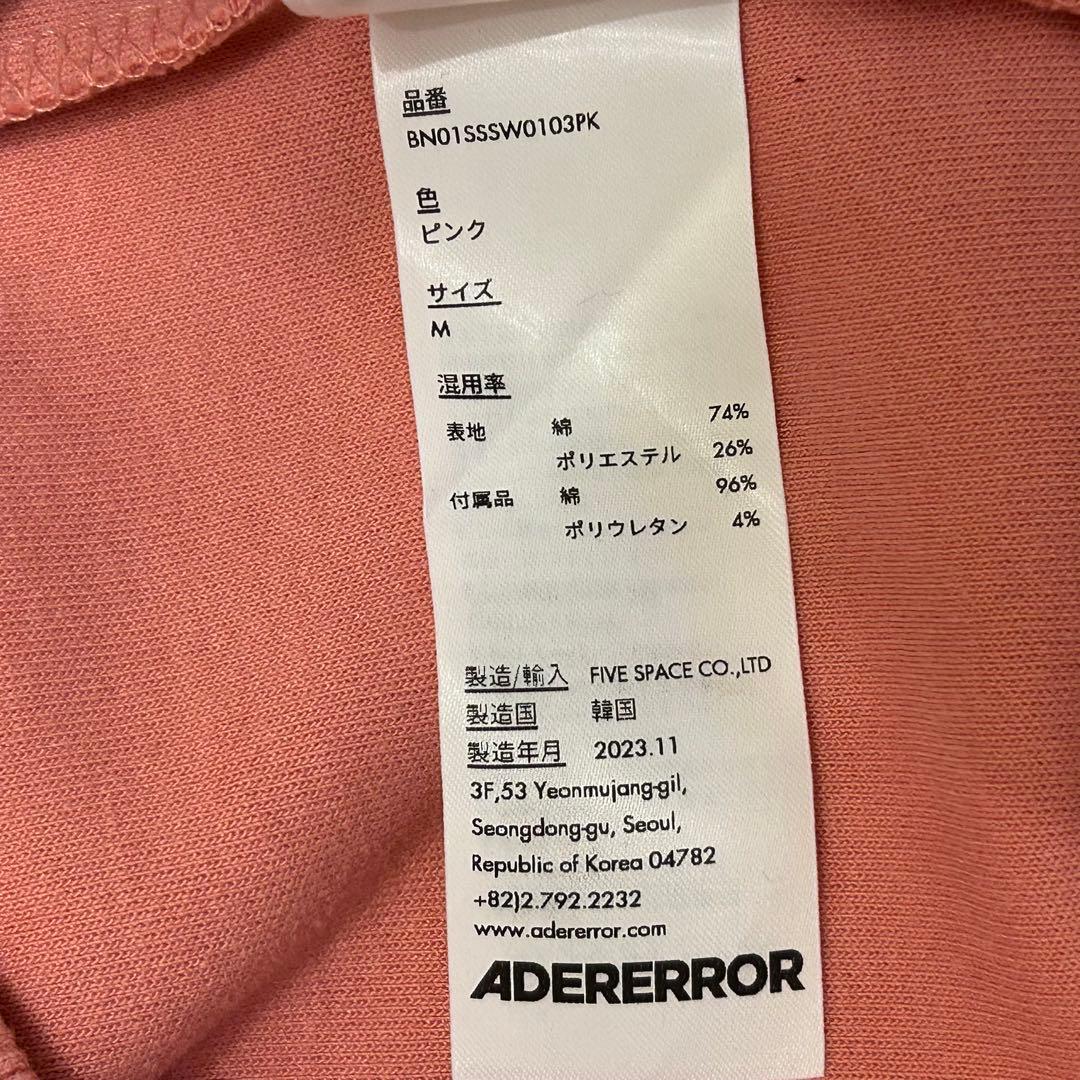 品番
BN01SSSW0103PK
色
ピンク
サイズ
M
混用率
表地 綿 74%
ポリエステル 26%
付属品 綿 96%
ポリウレタン 4%
製造/輸入 FIVE SPACE CO.,LTD
製造国 韓国
製造年月 2023.11
3F,53 Yeonmujang-gil,
Seongdong-gu, Seoul,
Republic of Korea 04782
+82)2.792.2232
www.adererror.com
ADERERROR